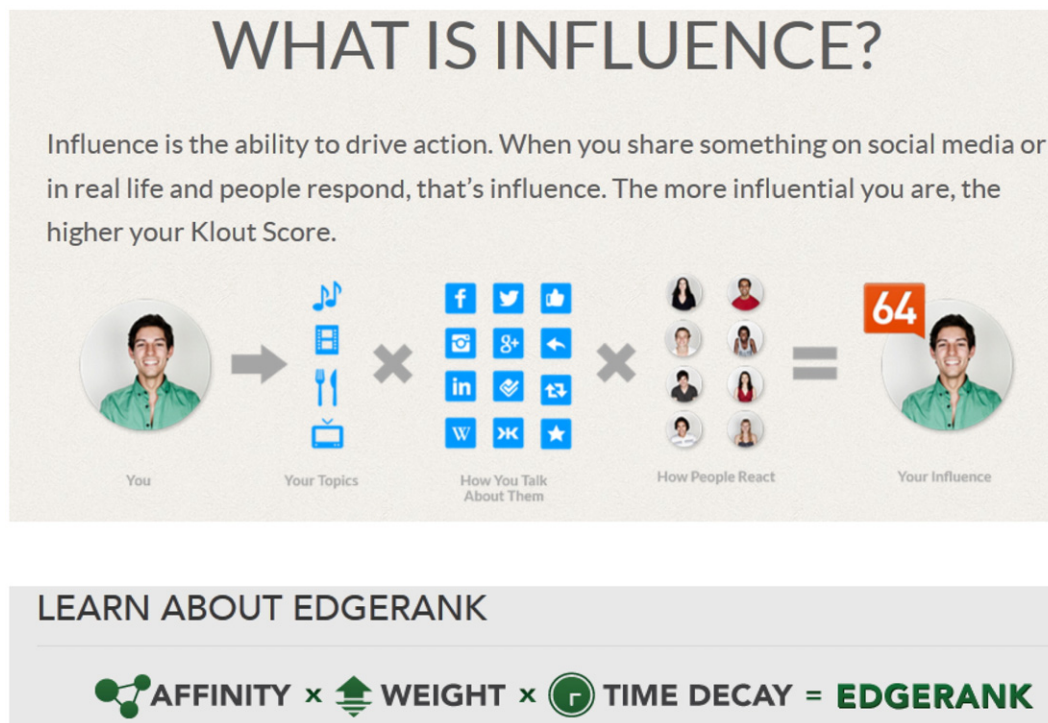 WHAT IS INFLUENCE?
Influence is the ability to drive action. When you share something on social media or
in real life and people respond, that's influence. The more influential you are, the
higher your Klout Score.
f
8+
in
W
64
You
Your Topics
How You Talk
About Them
How People React
Your Influence
LEARN ABOUT EDGERANK
AFFINITY x WEIGHT x TIME DECAY = EDGERANK